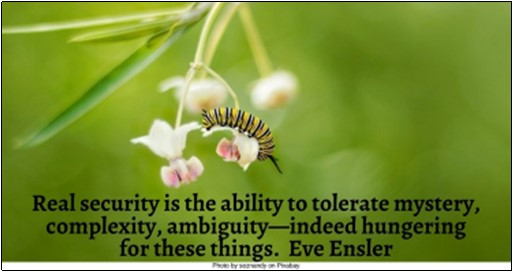 Real security is the ability to tolerate mystery,
complexity, ambiguity—indeed hungering
for these things. Eve Ensler
Photo by soznandy on Pixabay